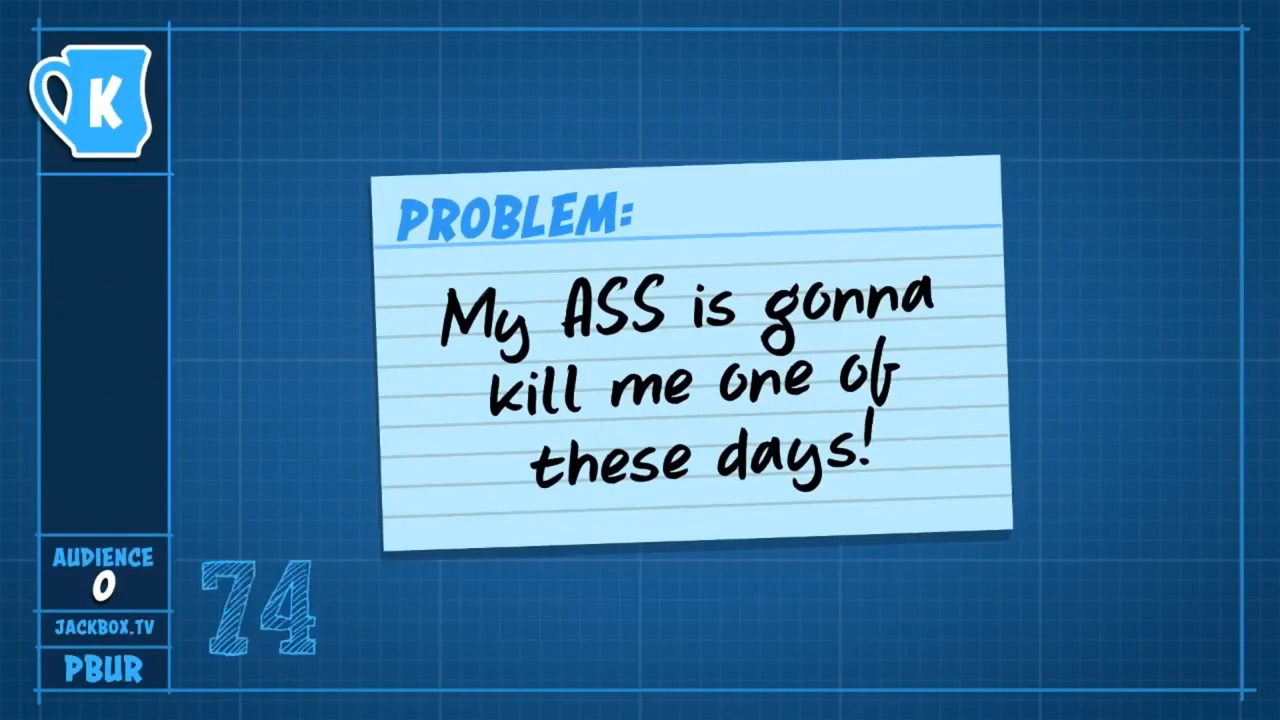 K
PROBLEM:
My ASS is gonna
kill me one of
these days!
AUDIENCE
0
JACKBOX.TV
PBUR
74